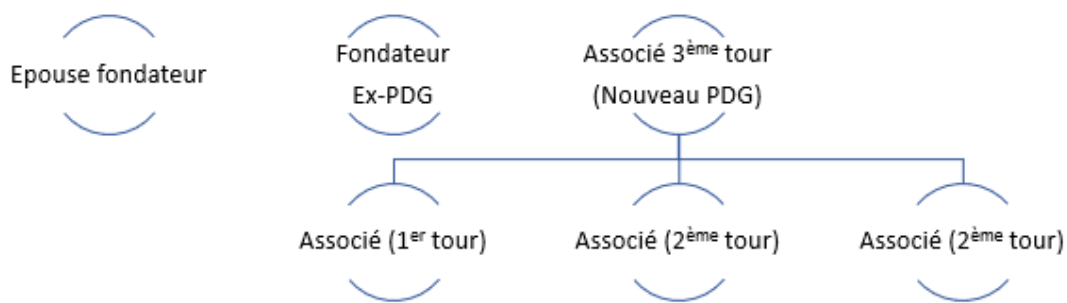 Epouse fondateur
Fondateur
Ex-PDG
Associé 3ème tour
(Nouveau PDG)
Associé (1er tour)
Associé (2ème tour)
Associé (2ème tour)